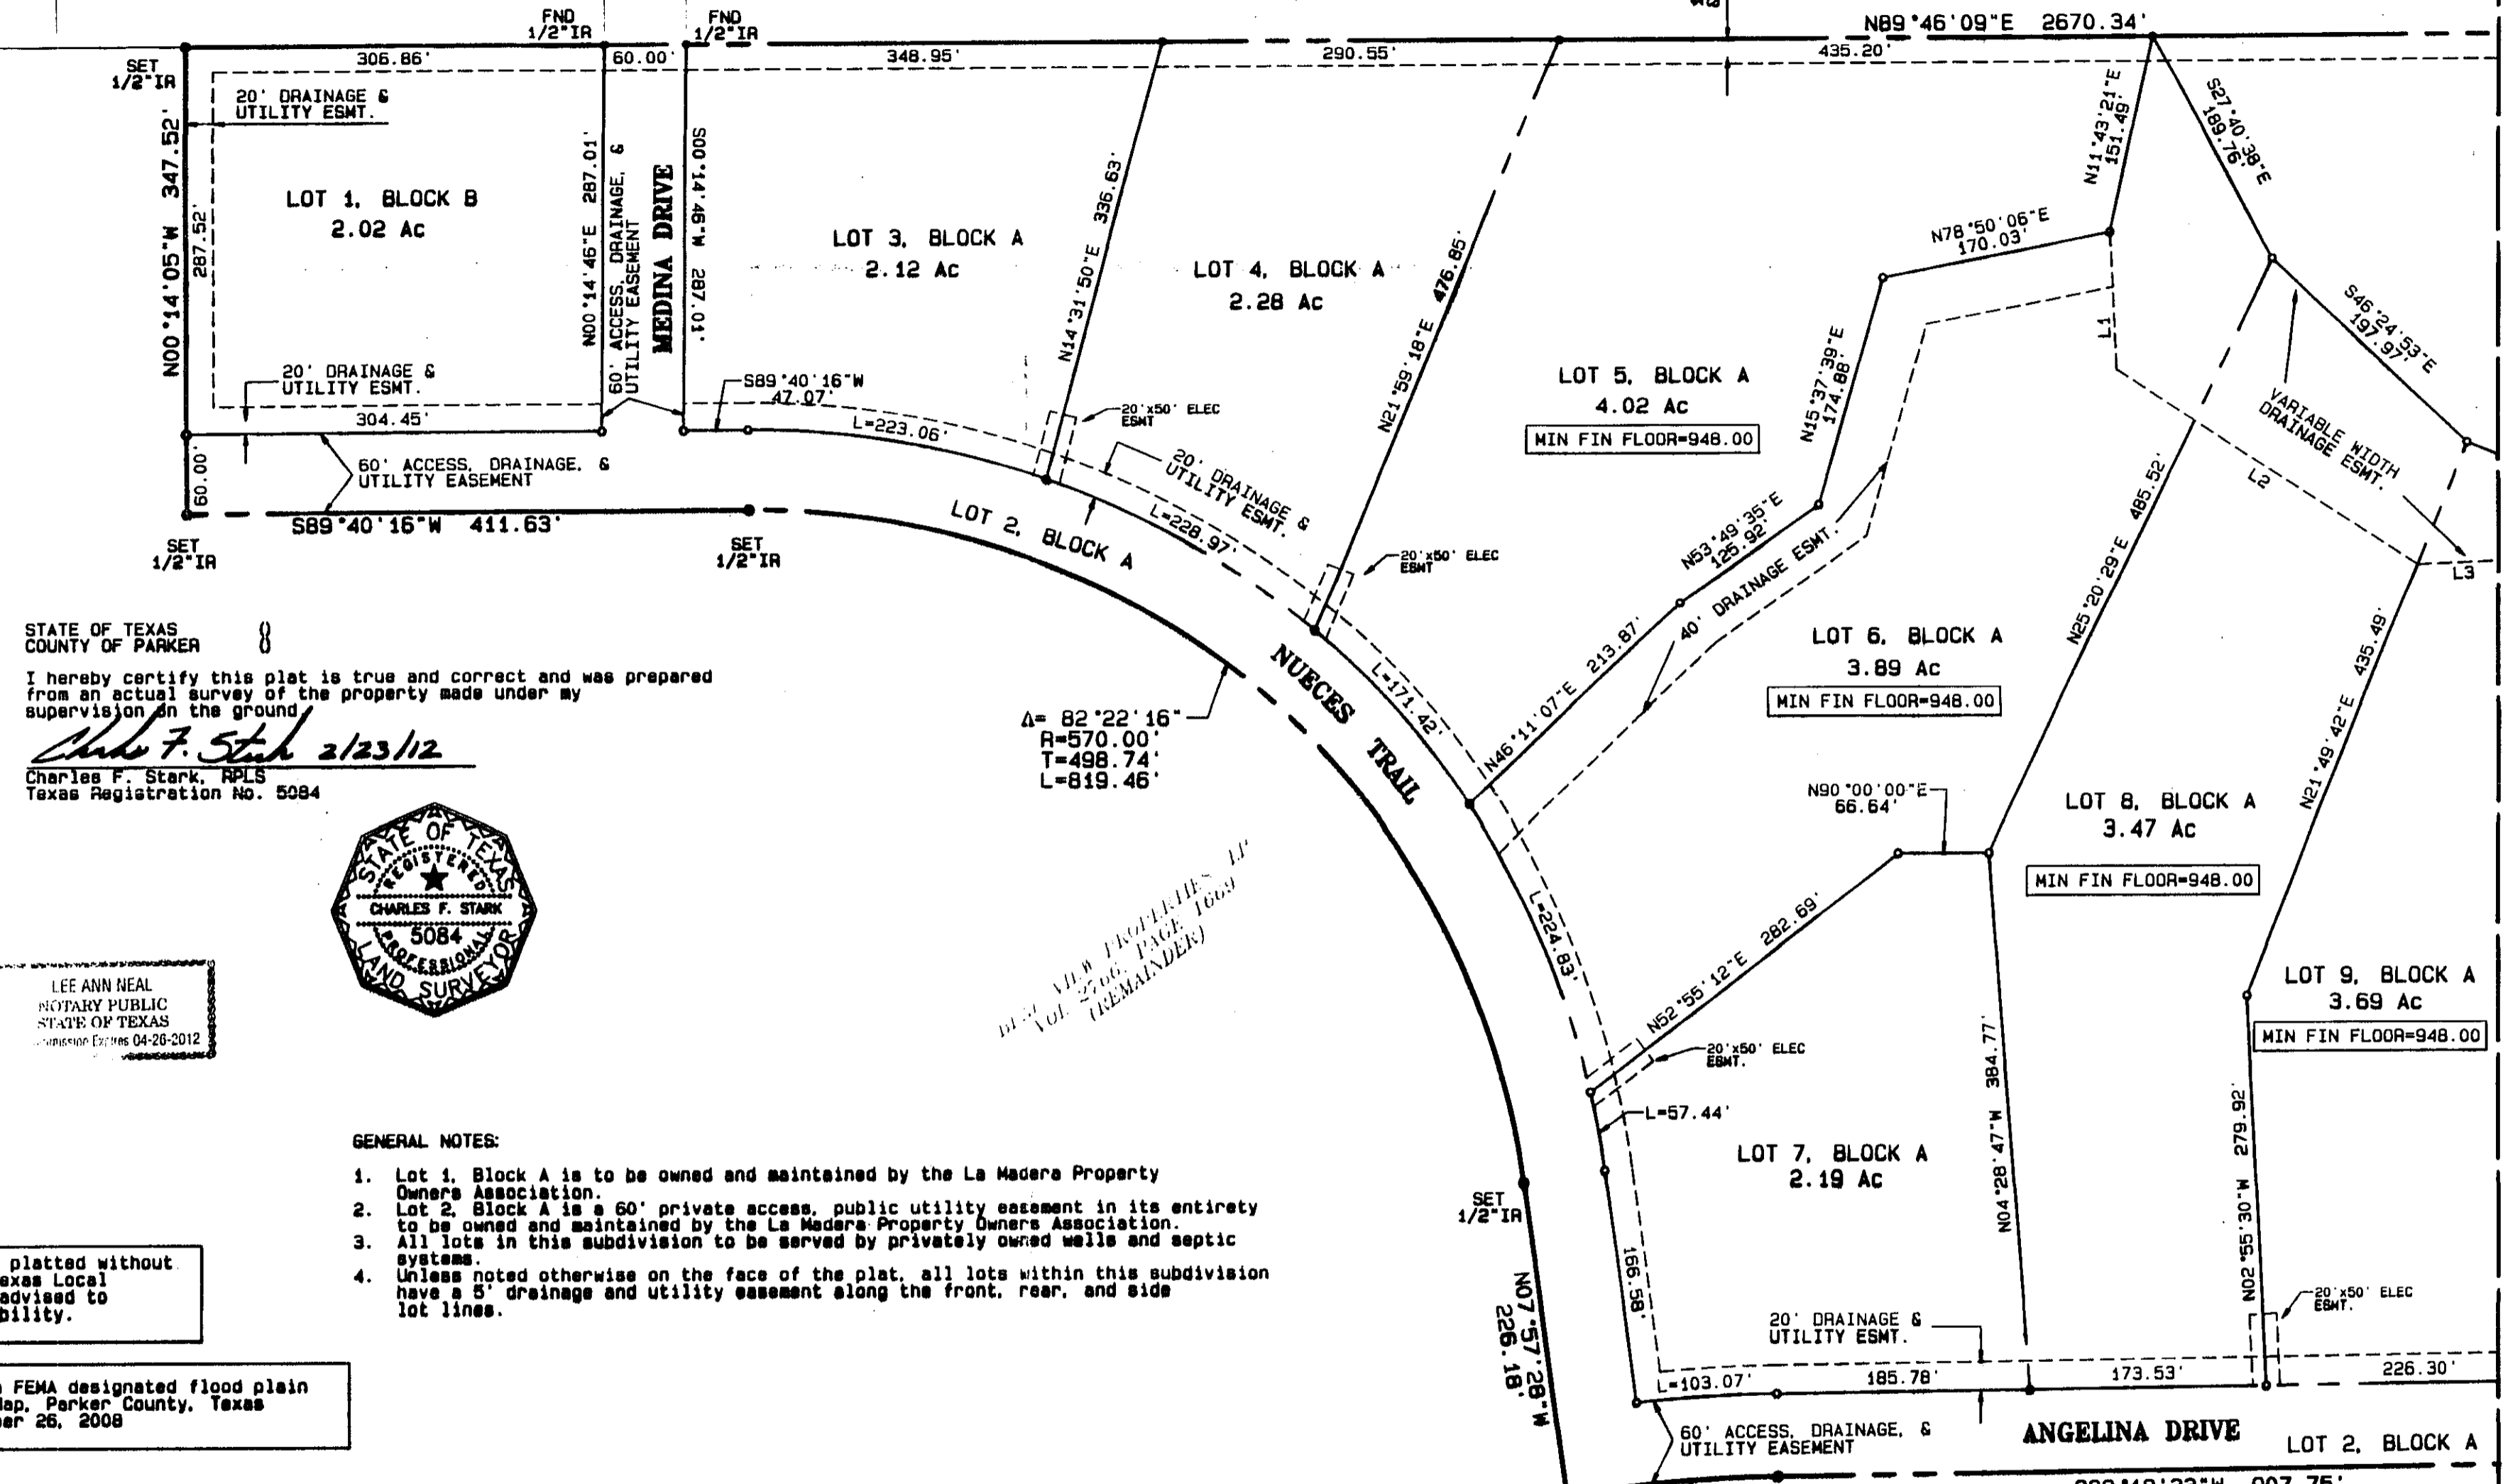 FND
1/2"IR
FND
1/2"IR
N89°46'09"E 2670.34'
SET
1/2"IR
306.86'
60.00'
348.95'
290.55'
435.20'
20' DRAINAGE &
UTILITY ESMT.
N00°14'05"W 347.52'
287.52'
LOT 1, BLOCK B
2.02 Ac
N00°14'46"E 287.01'
60' ACCESS, DRAINAGE, &
UTILITY EASEMENT
MEDINA DRIVE
S00°14'46"W 287.01'
LOT 3, BLOCK A
2.12 Ac
N14°31'50"E 336.63'
LOT 4, BLOCK A
2.28 Ac
N21°59'18"E 476.85'
LOT 5, BLOCK A
4.02 Ac
MIN FIN FLOOR=948.00
N11°43'21"E
151.49'
S27°40'38"E
189.76'
N78°50'06"E
170.03'
N15°37'39"E
174.88'
L1
S46°24'53"E
197.97'
VARIABLE WIDTH
DRAINAGE ESMT.
L2
L3
20' DRAINAGE &
UTILITY ESMT.
304.45'
S89°40'16"W
47.07'
L=223.06'
20'x50' ELEC
ESMT
60.00'
60' ACCESS, DRAINAGE, &
UTILITY EASEMENT
S89°40'16"W 411.63'
SET
1/2"IR
SET
1/2"IR
LOT 2, BLOCK A
20' DRAINAGE &
UTILITY ESMT.
L=228.97'
20'x50' ELEC
ESMT
N53°49'35"E
125.92'
40' DRAINAGE ESMT.
N25°20'29"E 485.52'
N46°11'07"E 213.87'
LOT 6, BLOCK A
3.89 Ac
MIN FIN FLOOR=948.00
N21°49'42"E 435.49'
NUECES TRAIL
L=171.42'
STATE OF TEXAS
COUNTY OF PARKER
I hereby certify this plat is true and correct and was prepared
from an actual survey of the property made under my
supervision on the ground
Charles F. Stark 2/23/12
Charles F. Stark, RPLS
Texas Registration No. 5084
Δ= 82°22'16"
R=570.00'
T=498.74'
L=819.46'
STATE OF TEXAS
REGISTERED
CHARLES F. STARK
5084
PROFESSIONAL
LAND SURVEYOR
N90°00'00"E
66.64'
LOT 8, BLOCK A
3.47 Ac
MIN FIN FLOOR=948.00
VIEW PROPERTIES LP
VOL. PAGE 1669
(REMAINDER)
L=224.83'
N52°55'12"E 282.69'
LOT 9, BLOCK A
3.69 Ac
MIN FIN FLOOR=948.00
LEE ANN NEAL
NOTARY PUBLIC
STATE OF TEXAS
Expires 04-26-2012
20'x50' ELEC
ESMT.
L=57.44'
LOT 7, BLOCK A
2.19 Ac
N04°28'47"W 384.77'
N02°55'30"W 279.92'
GENERAL NOTES:
1. Lot 1, Block A is to be owned and maintained by the La Madera Property
Owners Association.
2. Lot 2, Block A is a 60' private access, public utility easement in its entirety
to be owned and maintained by the La Madera Property Owners Association.
3. All lots in this subdivision to be served by privately owned wells and septic
systems.
4. Unless noted otherwise on the face of the plat, all lots within this subdivision
have a 5' drainage and utility easement along the front, rear, and side
lot lines.
SET
1/2"IR
166.58'
N07°57'28"W
226.18'
20' DRAINAGE &
UTILITY ESMT.
20'x50' ELEC
ESMT.
L=103.07'
185.78'
173.53'
226.30'
60' ACCESS, DRAINAGE, &
UTILITY EASEMENT
ANGELINA DRIVE
LOT 2, BLOCK A
platted without
exas Local
advised to
bility.
FEMA designated flood plain
Map, Parker County, Texas
er 26, 2008